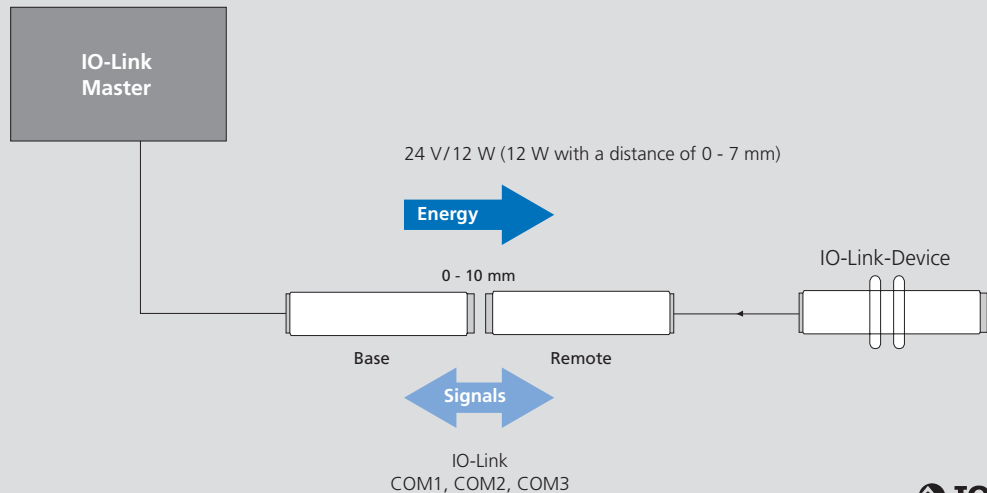 IO-Link
Master
24 V/12 W (12 W with a distance of 0 - 7 mm)
Energy
0 - 10 mm
IO-Link-Device
Base
Remote
Signals
IO-Link
COM1, COM2, COM3